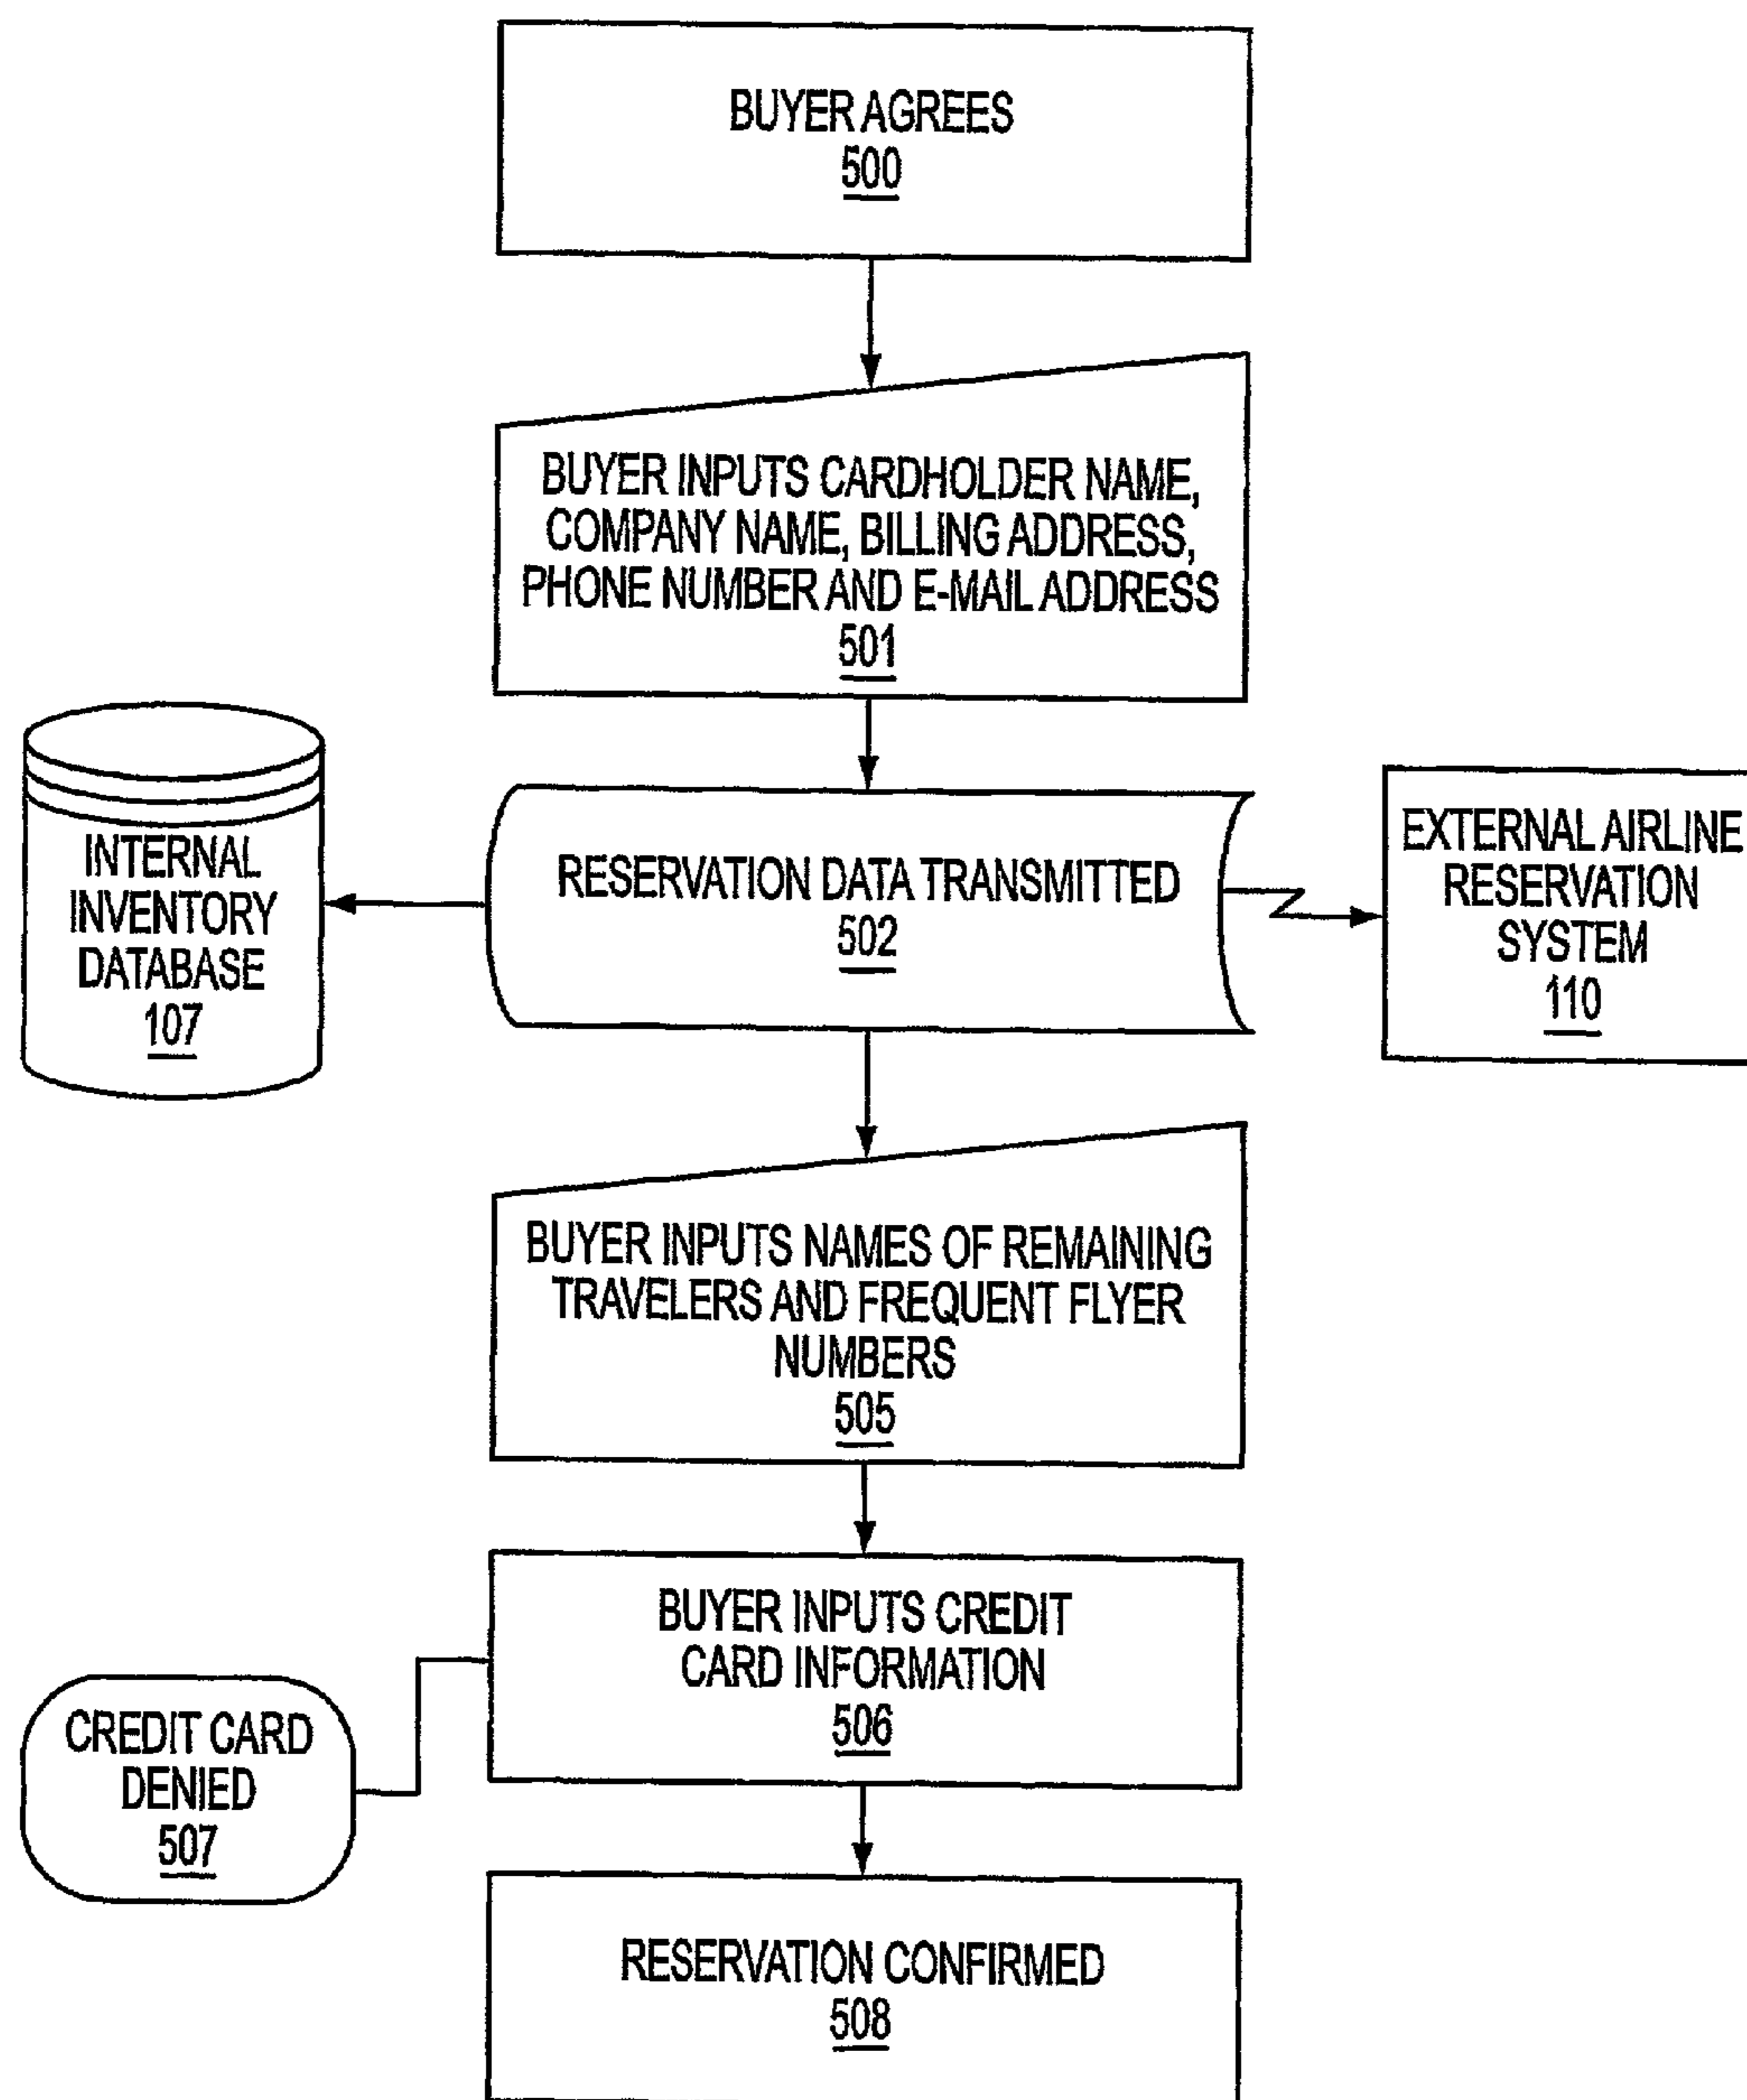 BUYER AGREES
500
BUYER INPUTS CARDHOLDER NAME,
COMPANY NAME, BILLING ADDRESS,
PHONE NUMBER AND E-MAIL ADDRESS
501
INTERNAL
INVENTORY
DATABASE
107
RESERVATION DATA TRANSMITTED
502
EXTERNAL AIRLINE
RESERVATION
SYSTEM
110
BUYER INPUTS NAMES OF REMAINING
TRAVELERS AND FREQUENT FLYER
NUMBERS
505
BUYER INPUTS CREDIT
CARD INFORMATION
506
CREDIT CARD
DENIED
507
RESERVATION CONFIRMED
508